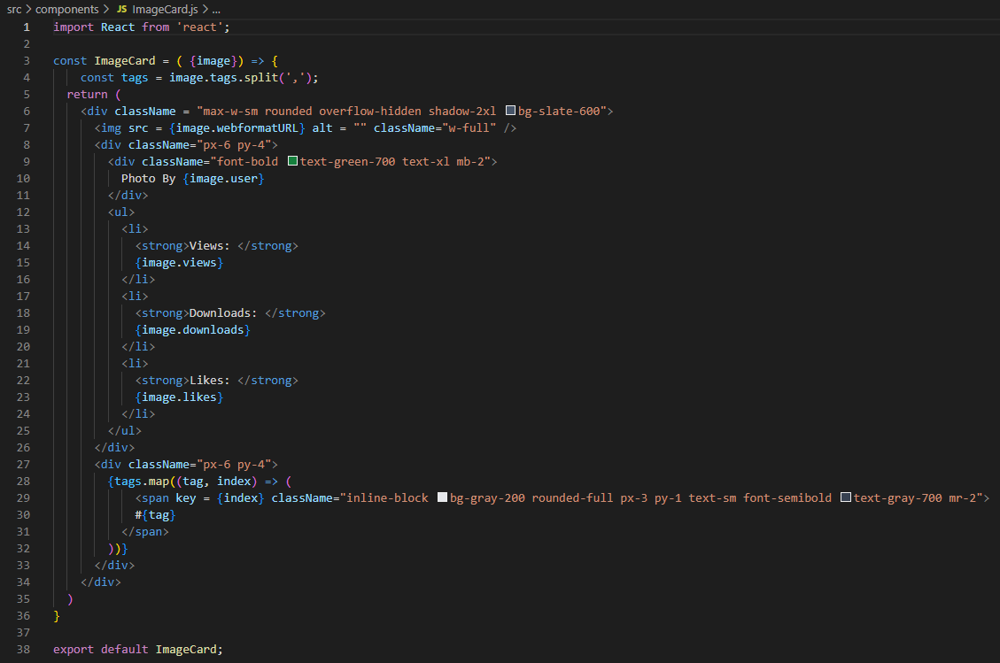 src > components > JS ImageCard.js > ...
1 import React from 'react';
2
3 const ImageCard = ( {image}) => {
4     const tags = image.tags.split(',');
5   return (
6     <div className = "max-w-sm rounded overflow-hidden shadow-2xl bg-slate-600">
7       <img src = {image.webformatURL} alt = "" className="w-full" />
8       <div className="px-6 py-4">
9         <div className="font-bold text-green-700 text-xl mb-2">
10           Photo By {image.user}
11         </div>
12         <ul>
13           <li>
14             <strong>Views: </strong>
15             {image.views}
16           </li>
17           <li>
18             <strong>Downloads: </strong>
19             {image.downloads}
20           </li>
21           <li>
22             <strong>Likes: </strong>
23             {image.likes}
24           </li>
25         </ul>
26       </div>
27       <div className="px-6 py-4">
28         {tags.map((tag, index) => (
29             <span key = {index} className="inline-block bg-gray-200 rounded-full px-3 py-1 text-sm font-semibold text-gray-700 mr-2">
30             #{tag}
31           </span>
32         ))}
33       </div>
34     </div>
35   )
36 }
37
38 export default ImageCard;